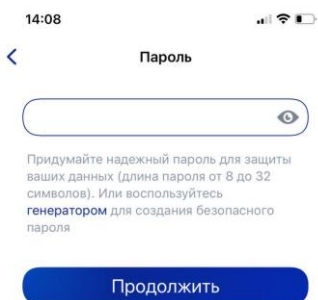 14:08
Пароль
Придумайте надежный пароль для защиты
ваших данных (длина пароля от 8 до 32
символов). Или воспользуйтесь
генератором для создания безопасного
пароля
Продолжить